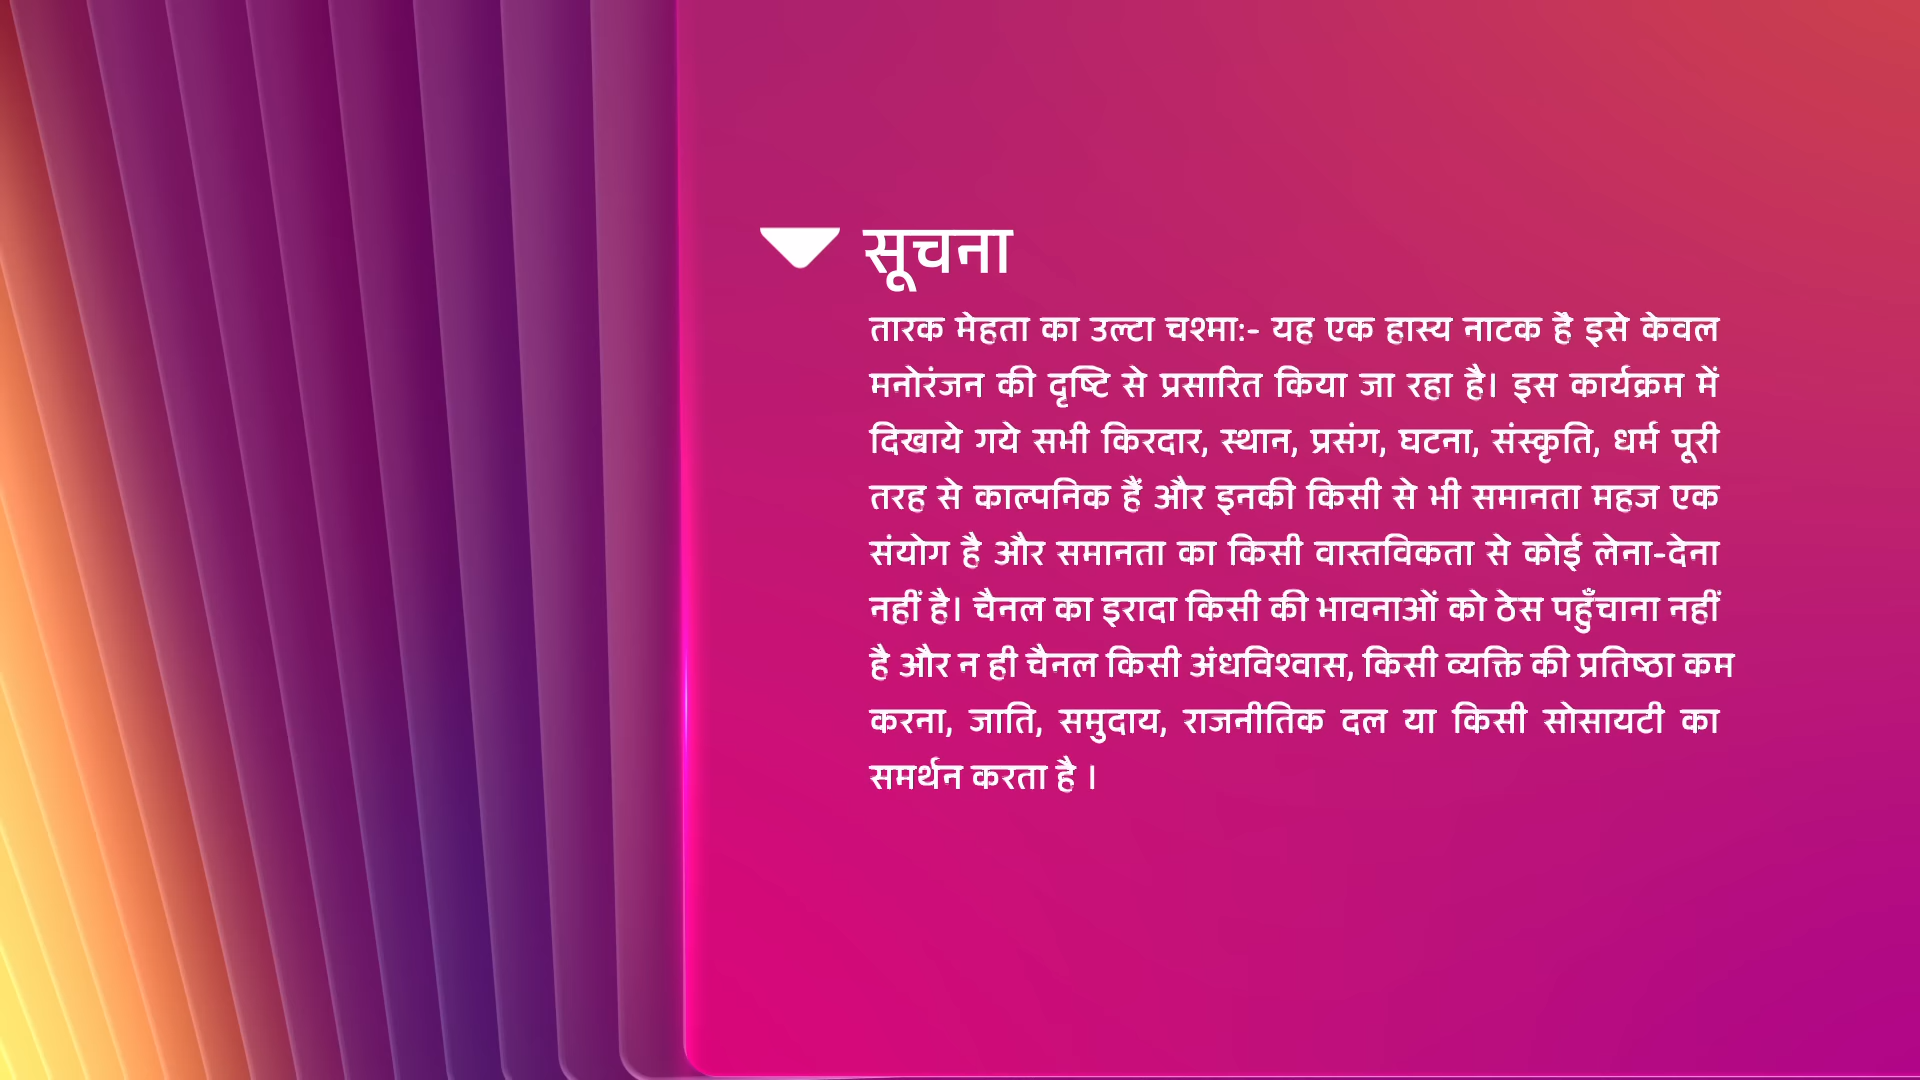 सूचना
तारक मेहता का उल्टा चश्मा:- यह एक हास्य नाटक है इसे केवल
मनोरंजन की दृष्टि से प्रसारित किया जा रहा है। इस कार्यक्रम में
दिखाये गये सभी किरदार, स्थान, प्रसंग, घटना, संस्कृति, धर्म पूरी
तरह से काल्पनिक हैं और इनकी किसी से भी समानता महज एक
संयोग है और समानता का किसी वास्तविकता से कोई लेना-देना
नहीं है। चैनल का इरादा किसी की भावनाओं को ठेस पहुँचाना नहीं
है और न ही चैनल किसी अंधविश्वास, किसी व्यक्ति की प्रतिष्ठा कम
करना, जाति, समुदाय, राजनीतिक दल या किसी सोसायटी का
समर्थन करता है ।